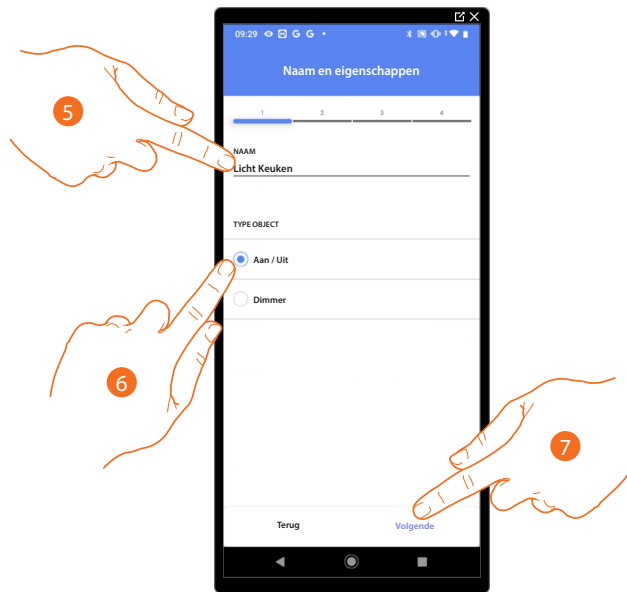 09:29 G G
Naam en eigenschappen
1 2 3 4
NAAM
5
Licht Keuken
TYPE OBJECT
Aan / Uit
Dimmer
6
7
Terug Volgende